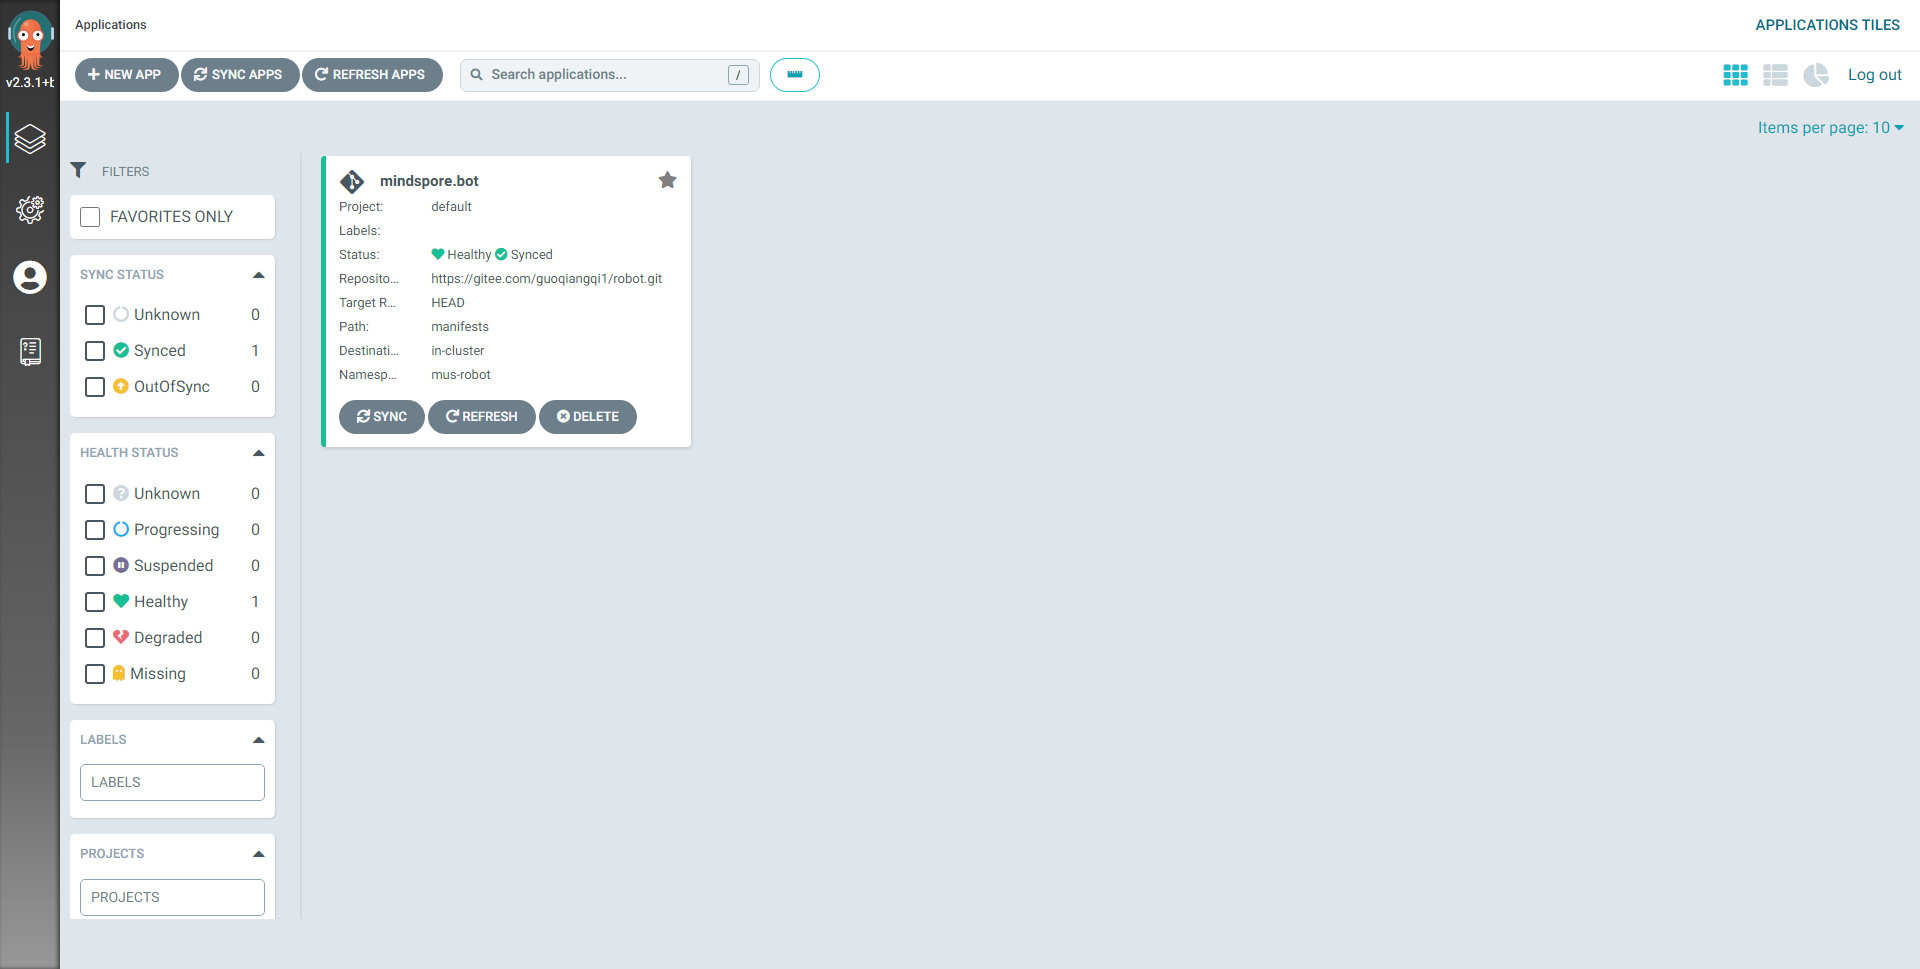 Applications
APPLICATIONS TILES
v2.3.1+b
NEW APP
SYNC APPS
REFRESH APPS
Search applications...
/
Log out
Items per page: 10
FILTERS
FAVORITES ONLY
SYNC STATUS
Unknown 0
Synced 1
OutOfSync 0
HEALTH STATUS
Unknown 0
Progressing 0
Suspended 0
Healthy 1
Degraded 0
Missing 0
LABELS
LABELS
PROJECTS
PROJECTS
mindspore.bot
Project: default
Labels:
Status: Healthy Synced
Reposito... https://gitee.com/guoqiangqi1/robot.git
Target R... HEAD
Path: manifests
Destinati... in-cluster
Namesp... mus-robot
SYNC
REFRESH
DELETE